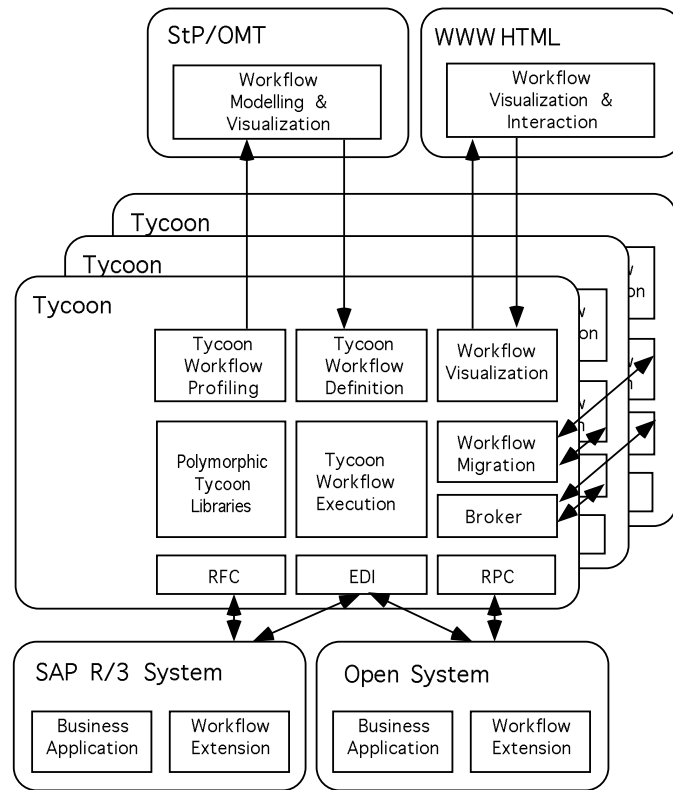 StP/OMT
Workflow
Modelling &
Visualization
WWW HTML
Workflow
Visualization &
Interaction
Tycoon
Tycoon
Tycoon
Tycoon
Workflow
Profiling
Tycoon
Workflow
Definition
Workflow
Visualization
Polymorphic
Tycoon
Libraries
Tycoon
Workflow
Execution
Workflow
Migration
Broker
RFC
EDI
RPC
SAP R/3 System
Business
Application
Workflow
Extension
Open System
Business
Application
Workflow
Extension